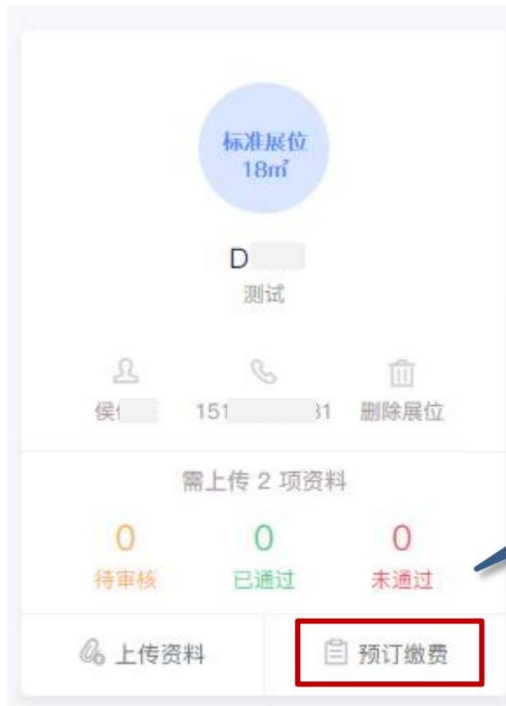 标准展位
18㎡
D
测试
侯 151 31 删除展位
需上传 2 项资料
0 0 0
待审核 已通过 未通过
上传资料 预订缴费